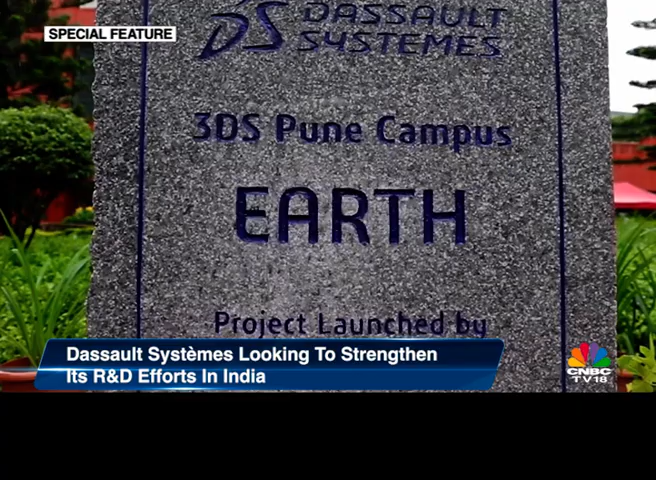 SPECIAL FEATURE
DASSAULT
SYSTEMES
3DS Pune Campus
EARTH
Project Launched by
Dassault Systèmes Looking To Strengthen
Its R&D Efforts In India
CNBC
TV18